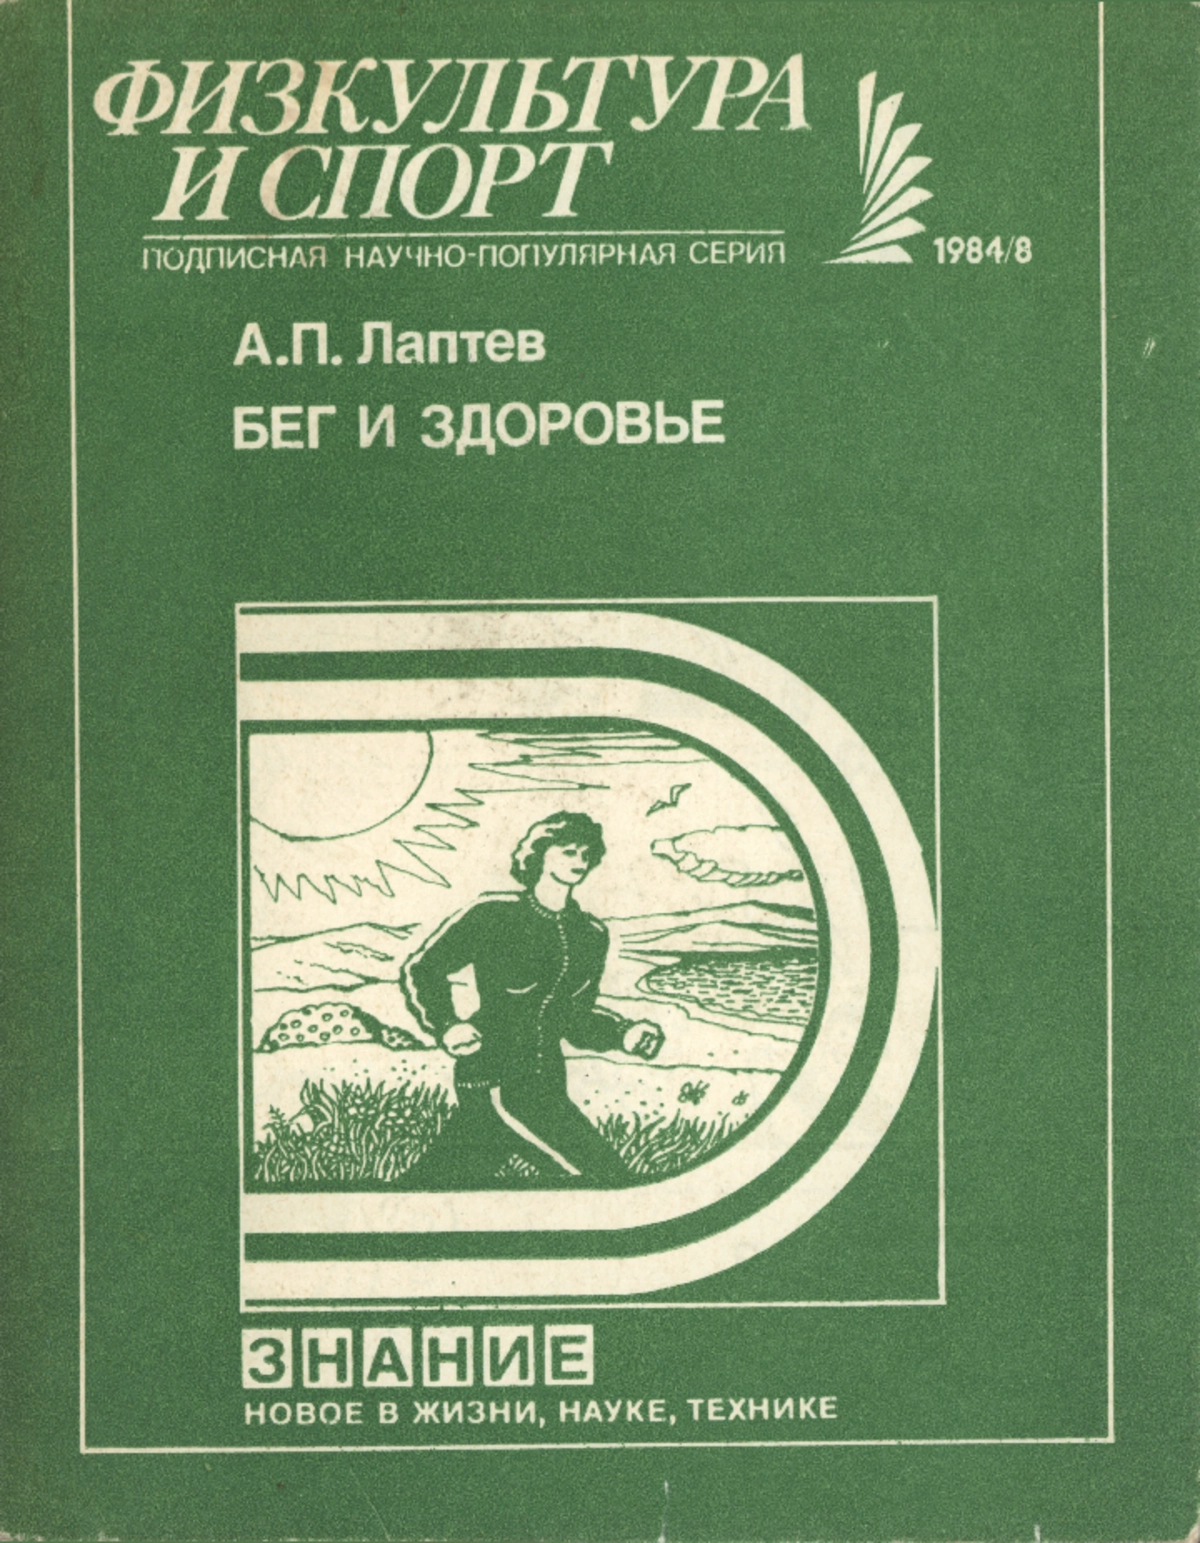 ФИЗКУЛЬТУРА
И СПОРТ
ПОДПИСНАЯ НАУЧНО-ПОПУЛЯРНАЯ СЕРИЯ
1984/8
А.П. Лаптев
БЕГ И ЗДОРОВЬЕ
ЗНАНИЕ
НОВОЕ В ЖИЗНИ, НАУКЕ, ТЕХНИКЕ